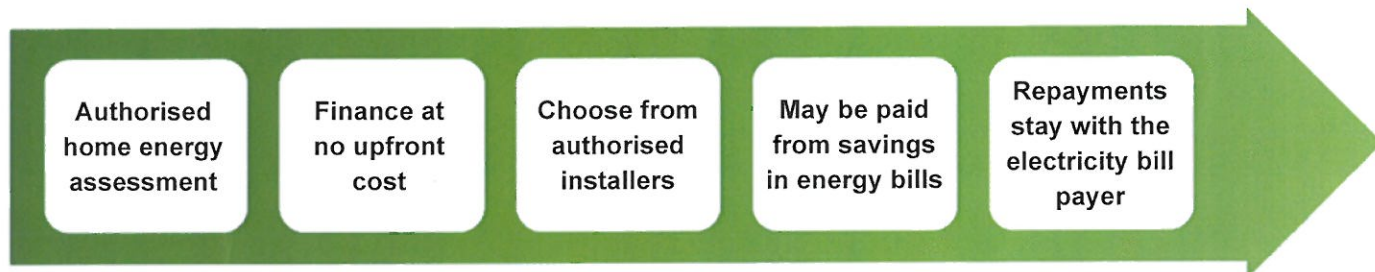 Authorised
home energy
assessment
Finance at
no upfront
cost
Choose from
authorised
installers
May be paid
from savings
in energy bills
Repayments
stay with the
electricity bill
payer